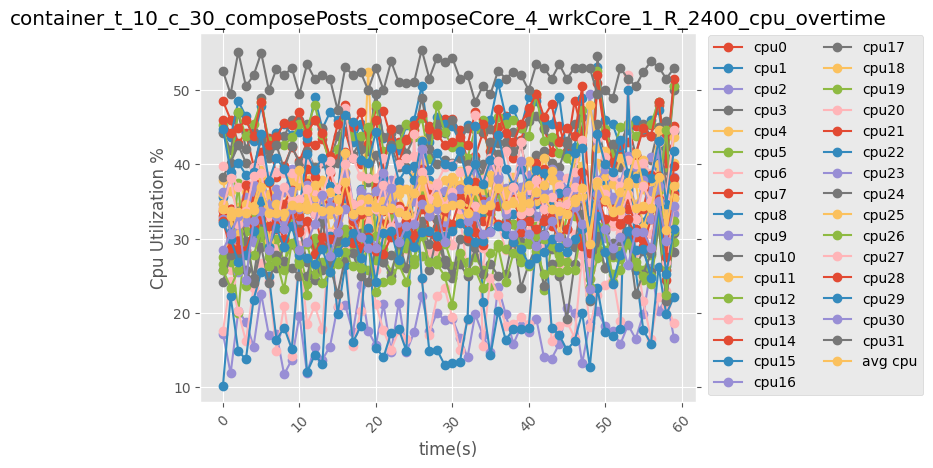 container_t_10_c_30_composePosts_composeCore_4_wrkCore_1_R_2400_cpu_overtime
Cpu Utilization %
50
40
30
20
10
0
10
20
30
40
50
60
time(s)
cpu0
cpu1
cpu2
cpu3
cpu4
cpu5
cpu6
cpu7
cpu8
cpu9
cpu10
cpu11
cpu12
cpu13
cpu14
cpu15
cpu16
cpu17
cpu18
cpu19
cpu20
cpu21
cpu22
cpu23
cpu24
cpu25
cpu26
cpu27
cpu28
cpu29
cpu30
cpu31
avg cpu